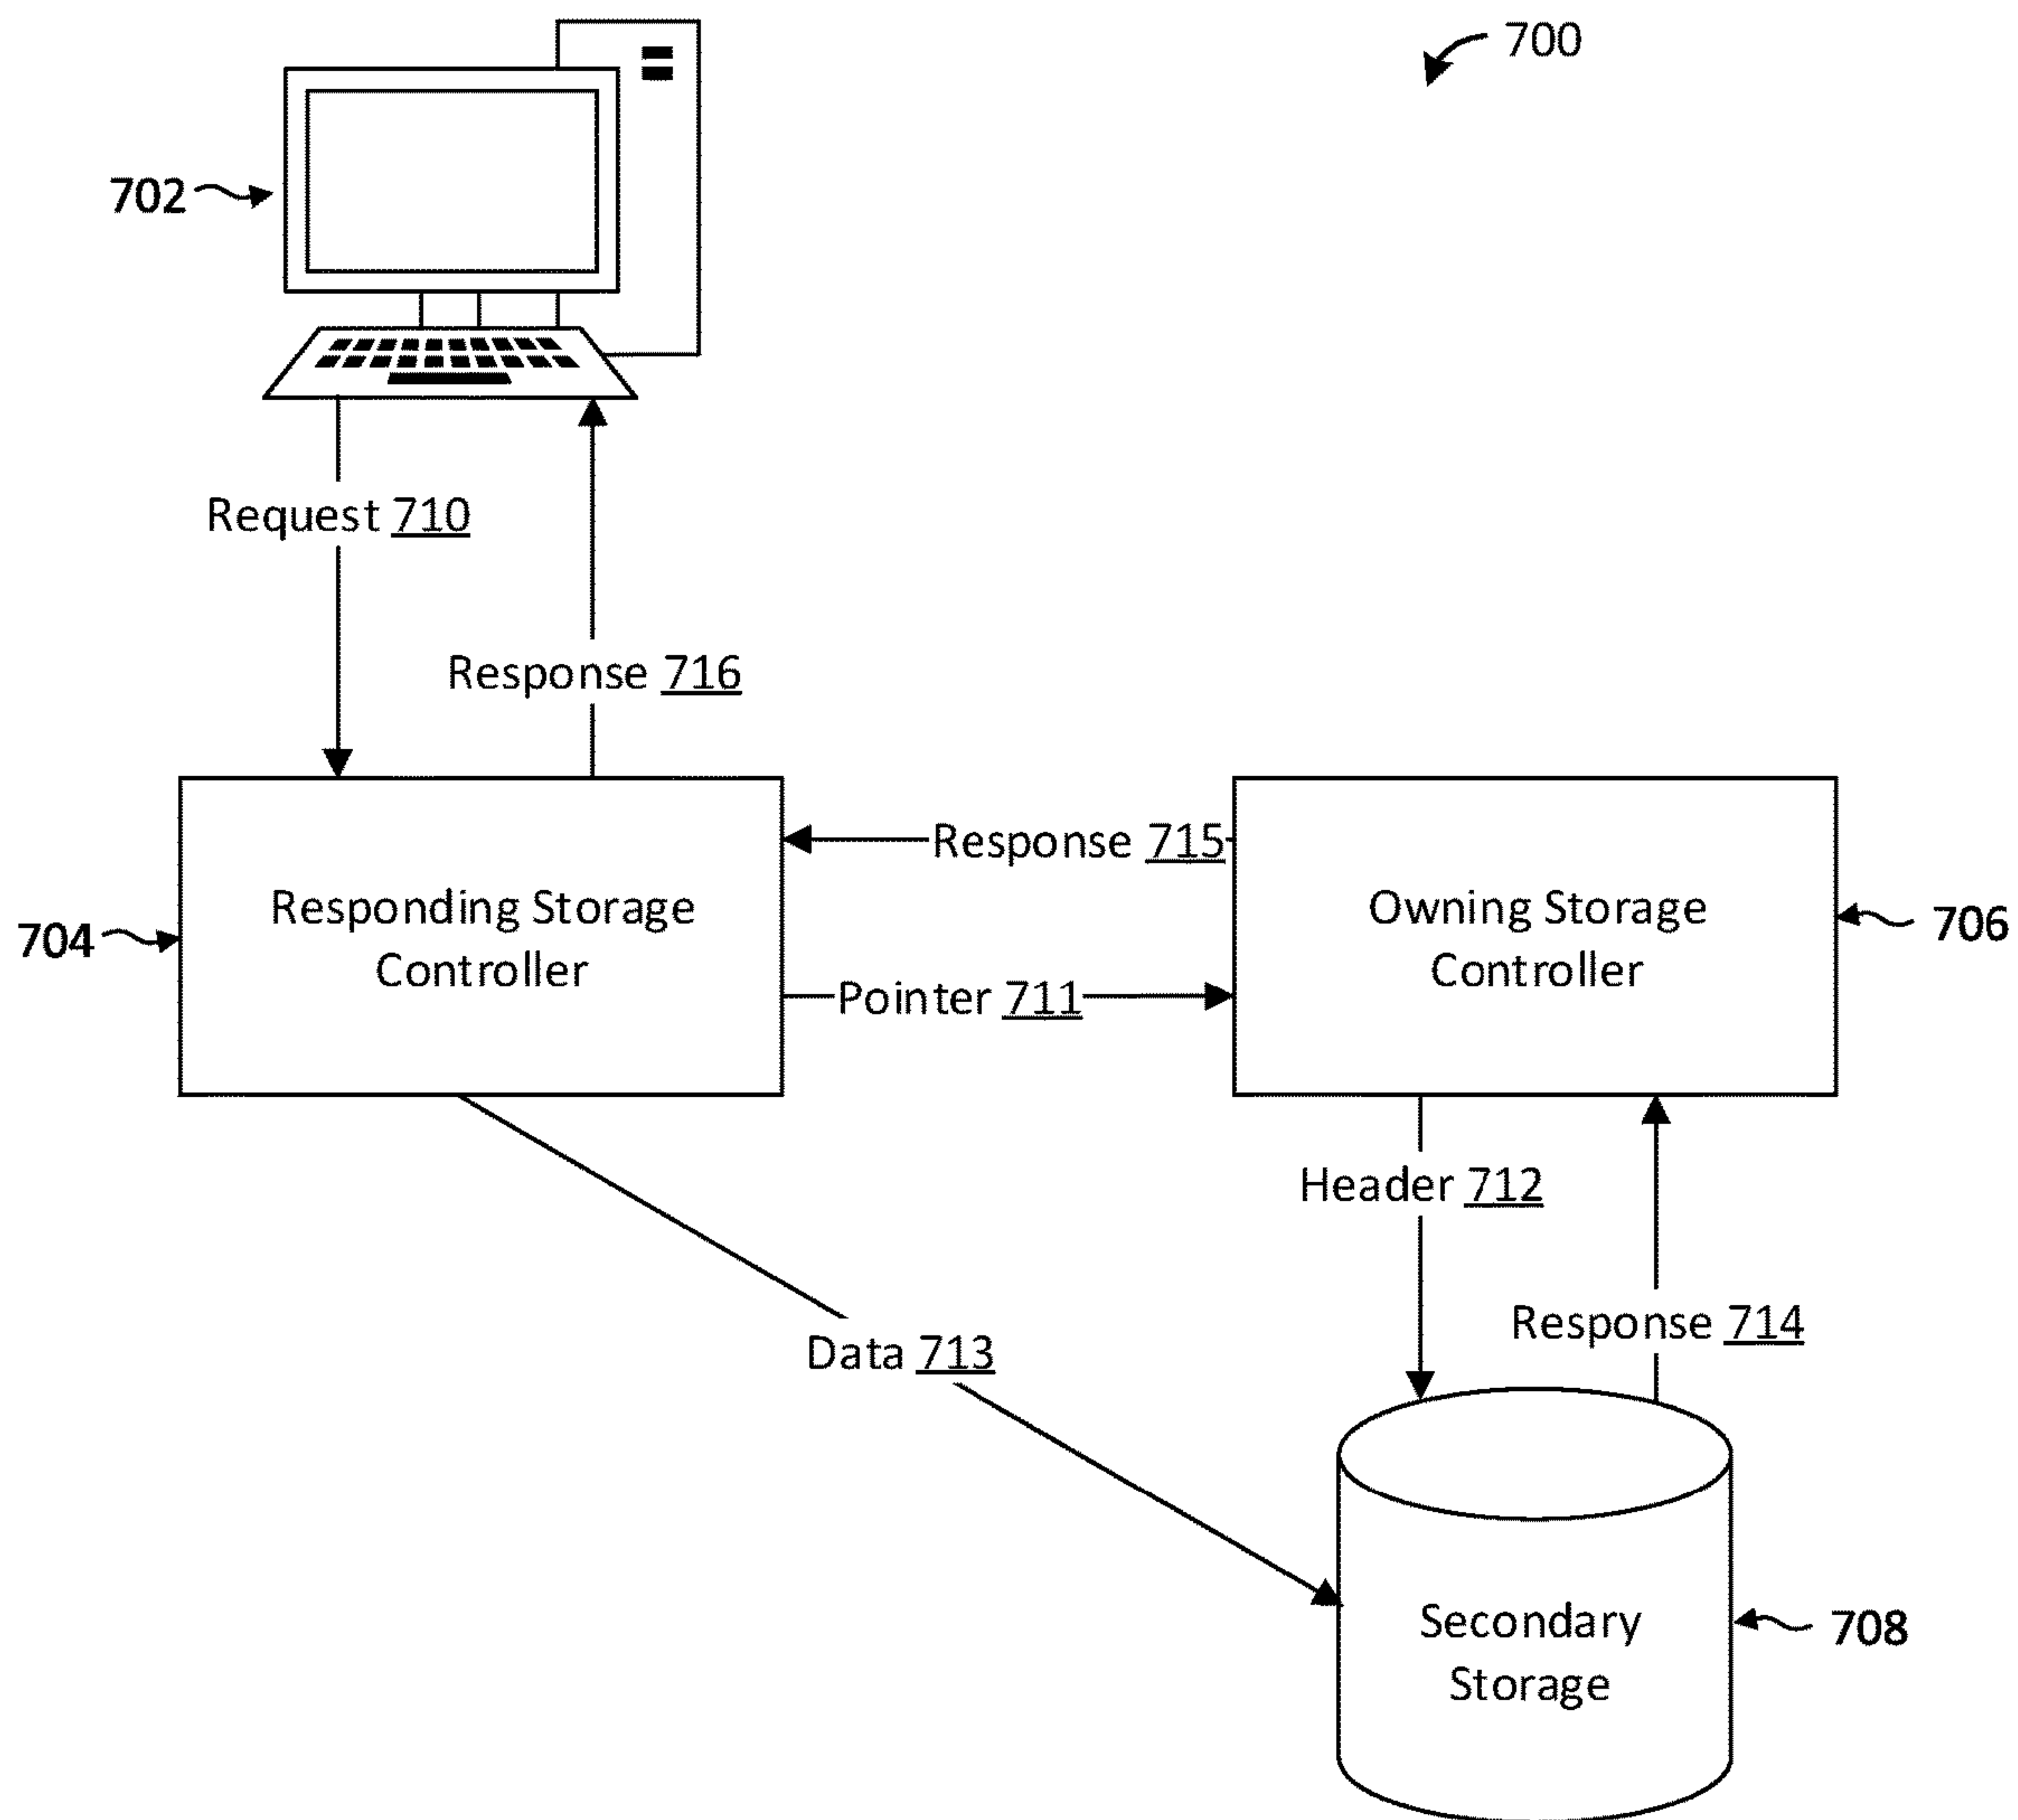 700
702
Request 710
Response 716
Response 715
Responding Storage
Controller
Owning Storage
Controller
704
706
Pointer 711
Header 712
Response 714
Data 713
Secondary
Storage
708